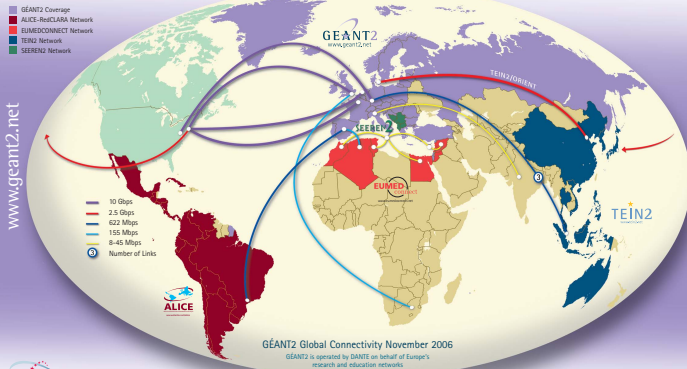 GÉANT2 Coverage
ALICE-RedCLARA Network
EUMEDCONNECT Network
TEIN2 Network
SEEREN2 Network
GÉANT2
www.geant2.net
TEIN2/ORIENT
www.geant2.net
SEEREN2
EUMED
connect
10 Gbps
2.5 Gbps
622 Mbps
155 Mbps
8-45 Mbps
3 Number of Links
3
TEIN2
ALICE
GÉANT2 Global Connectivity November 2006
GÉANT2 is operated by DANTE on behalf of Europe's
research and education networks